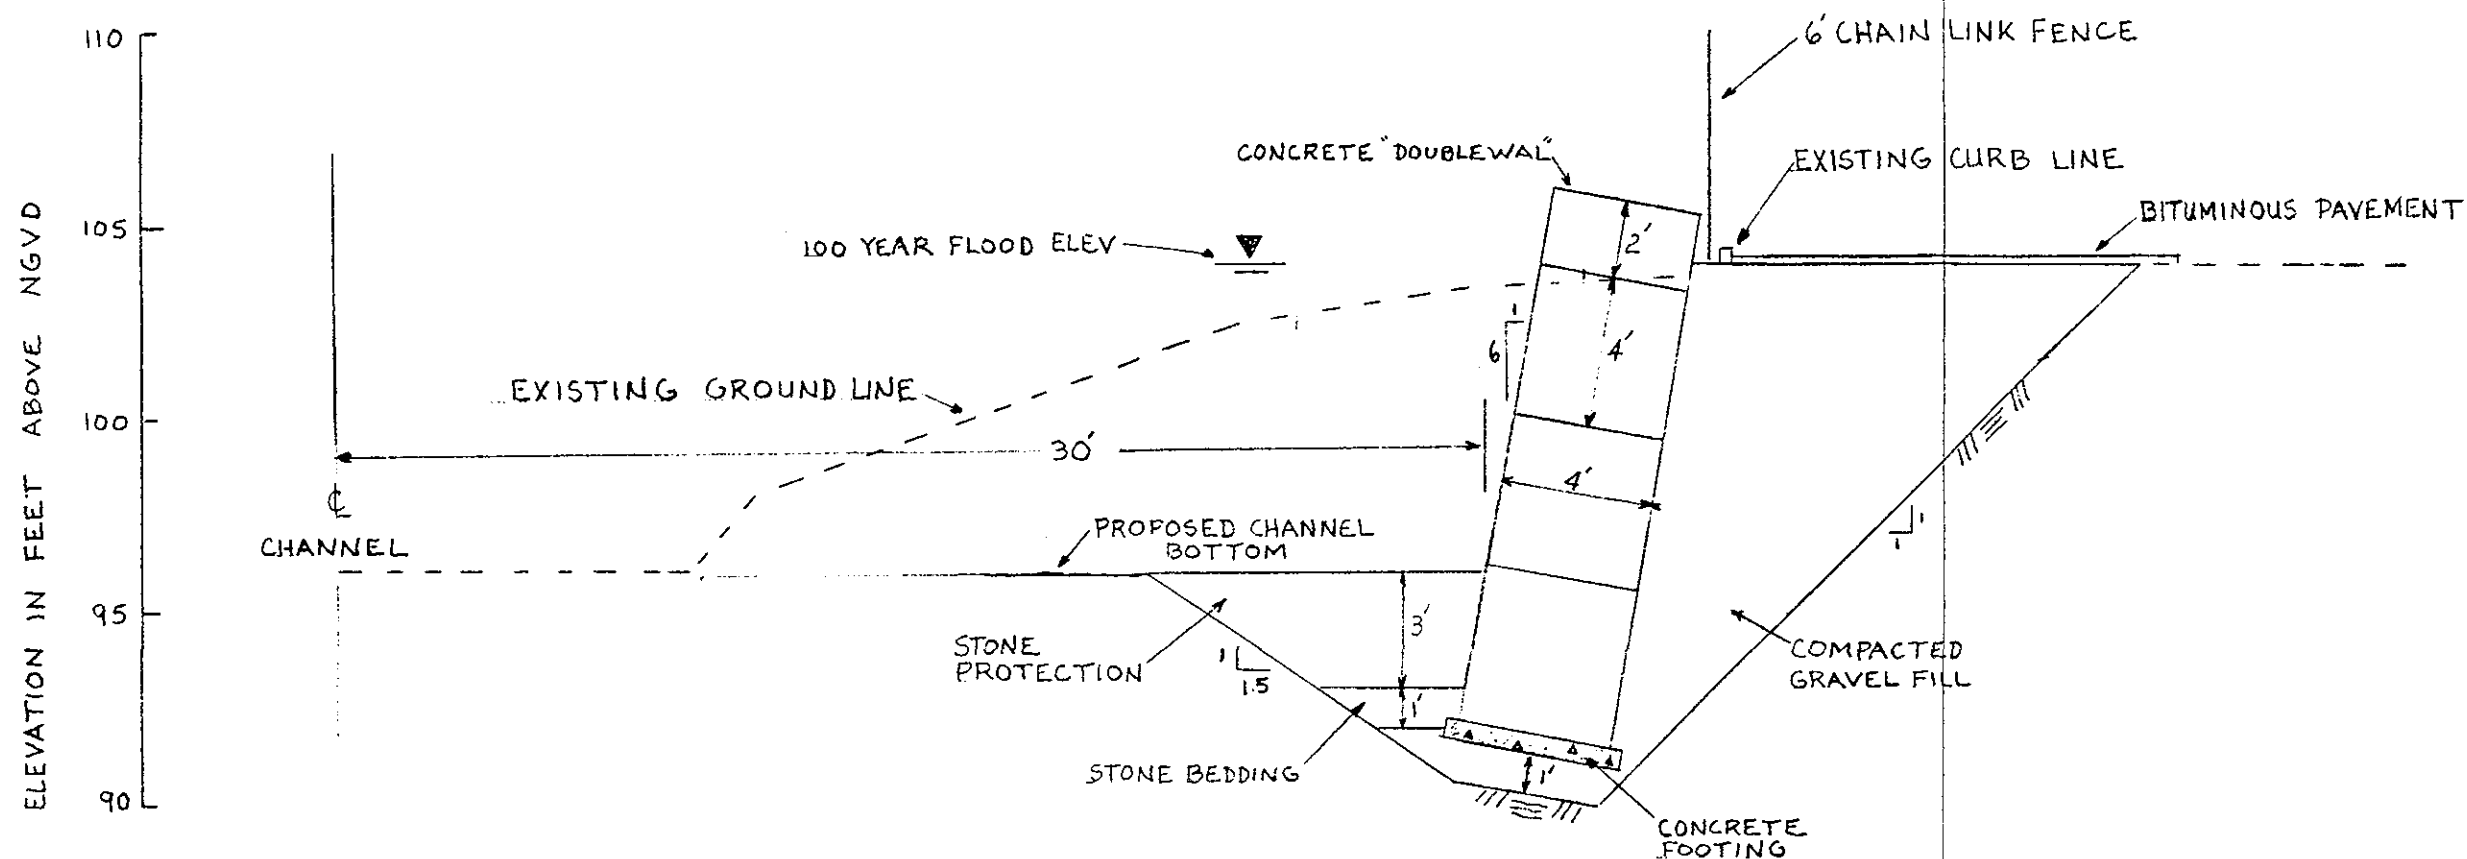 110
6' CHAIN LINK FENCE
CONCRETE "DOUBLEWAL"
EXISTING CURB LINE
105
100 YEAR FLOOD ELEV
BITUMINOUS PAVEMENT
2'
1
6
4'
EXISTING GROUND LINE
100
30'
4'
℄
CHANNEL
PROPOSED CHANNEL
BOTTOM
1
1
95
3'
STONE
PROTECTION
1
1.5
COMPACTED
GRAVEL FILL
1'
STONE BEDDING
1'
90
CONCRETE
FOOTING
ELEVATION IN FEET ABOVE NGVD